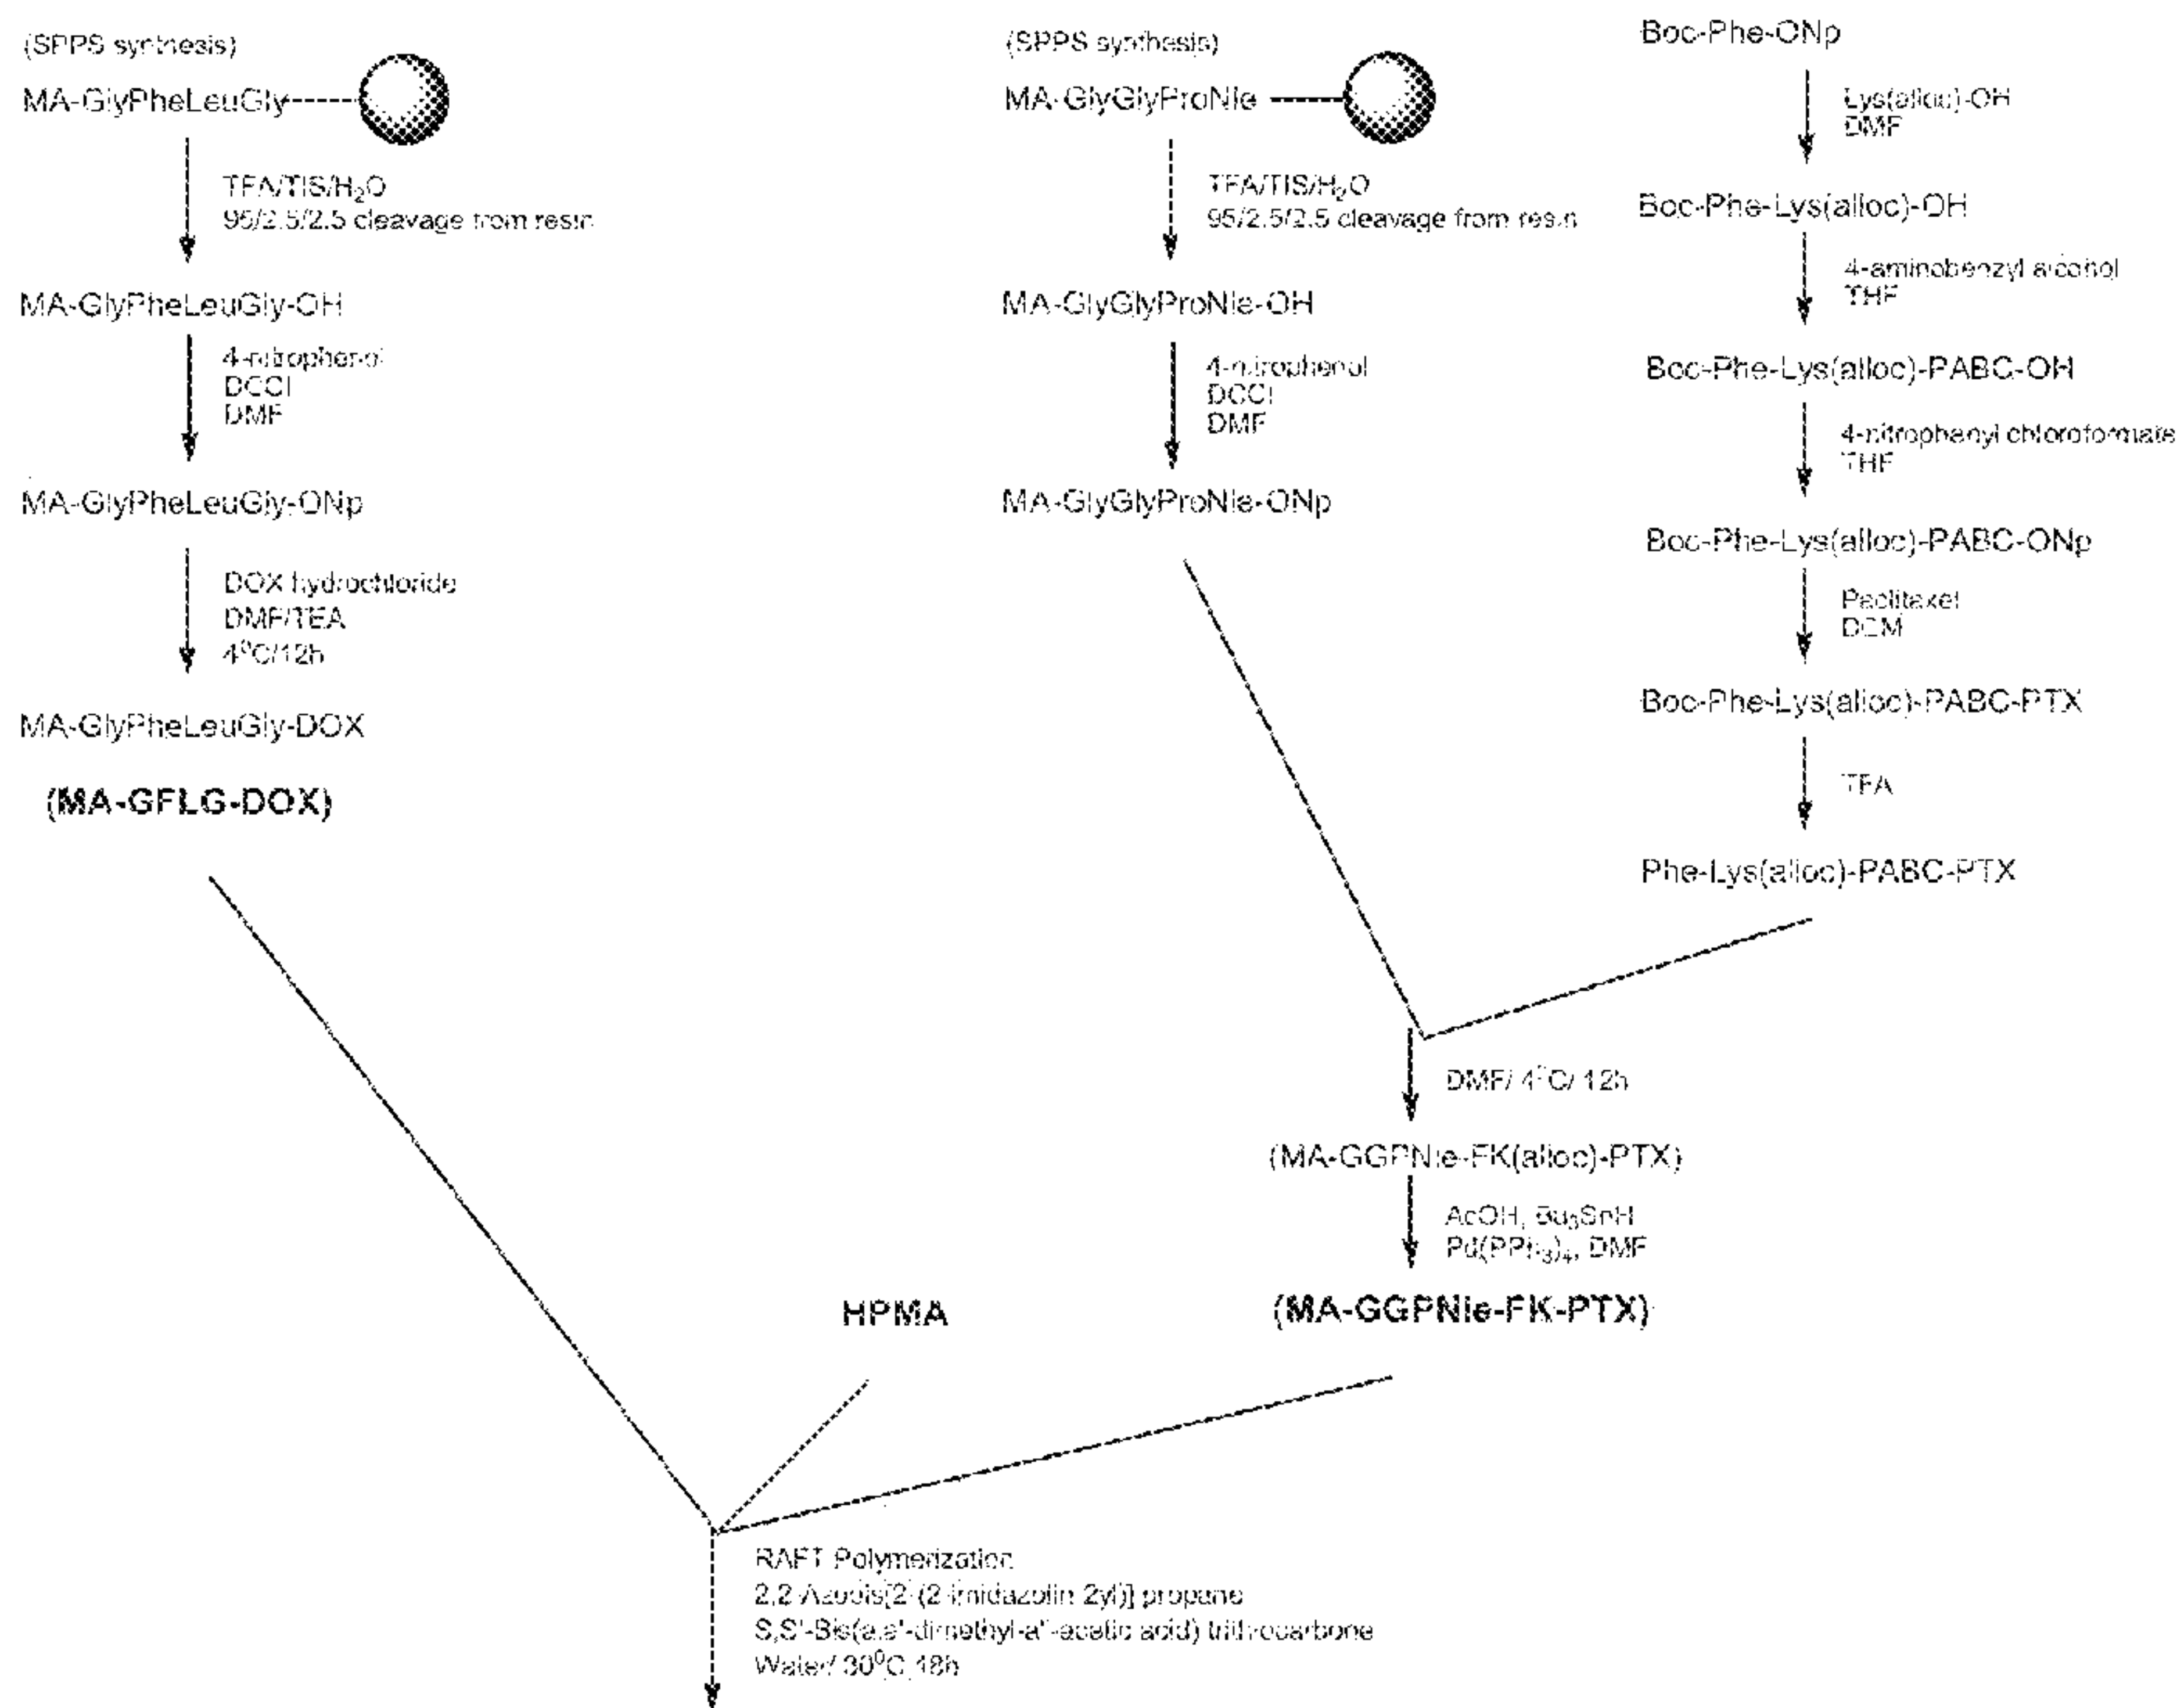 (SPPS synthesis)
MA-GlyPheLeuGly
TFA/TIS/H₂O
95/2.5/2.5 cleavage from resin
MA-GlyPheLeuGly-OH
4-nitrophenol
DCCI
DMF
MA-GlyPheLeuGly-ONp
DOX hydrochloride
DMF/TEA
4⁰C/12h
MA-GlyPheLeuGly-DOX
(MA-GFLG-DOX)
(SPPS synthesis)
MA-GlyGlyProNle
TFA/TIS/H₂O
95/2.5/2.5 cleavage from resin
MA-GlyGlyProNle-OH
4-nitrophenol
DCCI
DMF
MA-GlyGlyProNle-ONp
Boc-Phe-ONp
Lys(alloc)-OH
DMF
Boc-Phe-Lys(alloc)-OH
4-aminobenzyl alcohol
THF
Boc-Phe-Lys(alloc)-PABC-OH
4-nitrophenyl chloroformate
THF
Boc-Phe-Lys(alloc)-PABC-ONp
Paclitaxel
DCM
Boc-Phe-Lys(alloc)-PABC-PTX
TFA
Phe-Lys(alloc)-PABC-PTX
DMF/ 4⁰C/ 12h
(MA-GGPNle-FK(alloc)-PTX)
AcOH, Bu₃SnH
Pd(PPh₃)₄, DMF
HPMA
(MA-GGPNle-FK-PTX)
RAFT Polymerization
2,2-Azobis[2-(2-imidazolin-2yl)] propane
S,S'-Bis(a,a'-dimethyl-a''-acetic acid) trithiocarbone
Water/ 30⁰C